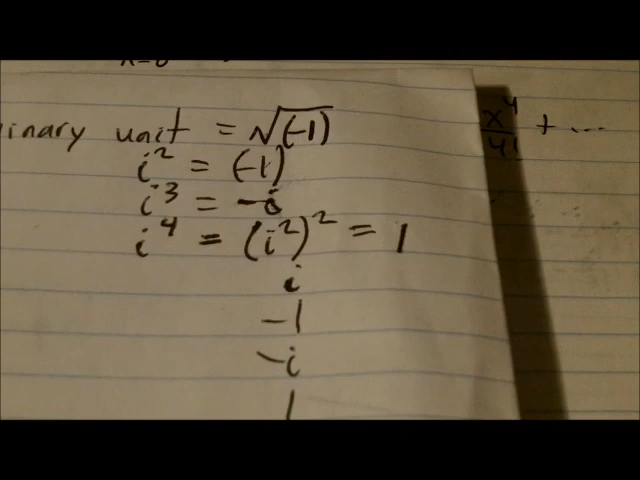 inary unit = √(-1)
i² = (-1)
i³ = -i
i⁴ = (i²)² = 1
i
-1
-i
1
x⁴/4! + ...